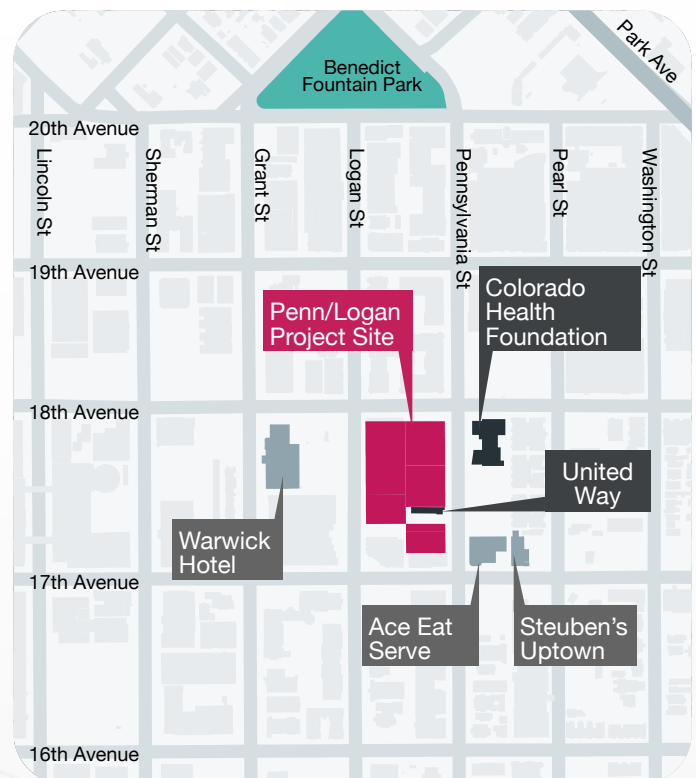 Park Ave
Benedict
Fountain Park
20th Avenue
Lincoln St
Sherman St
Grant St
Logan St
Pennsylvania St
Pearl St
Washington St
19th Avenue
Penn/Logan
Project Site
Colorado
Health
Foundation
18th Avenue
United
Way
Warwick
Hotel
17th Avenue
Ace Eat
Serve
Steuben’s
Uptown
16th Avenue